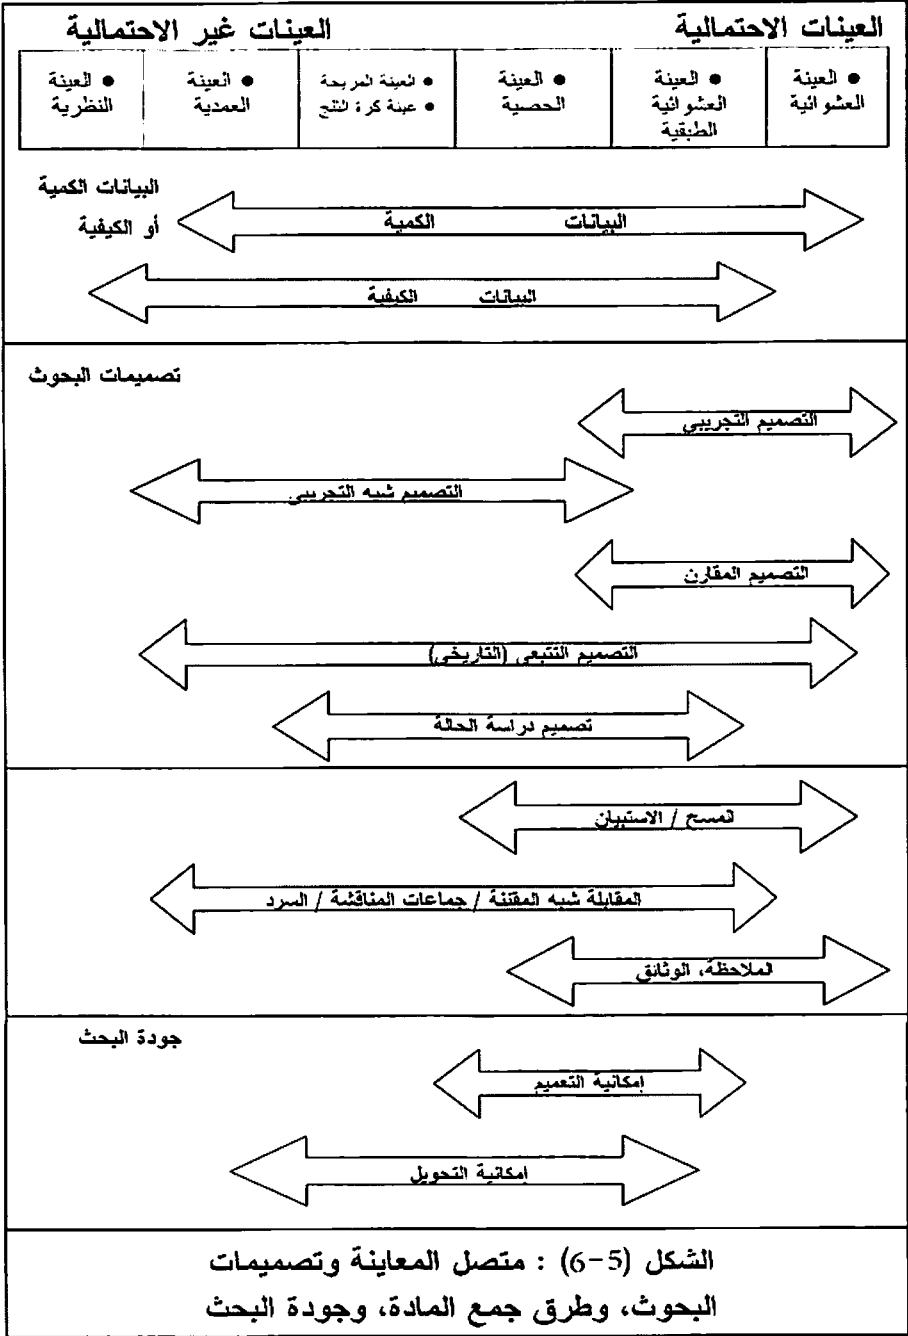 العينات الاحتمالية
العينات غير الاحتمالية
● العينة
العشوائية
● العينة
العشوائية
الطبقية
● العينة
الحصية
● العينة المريحة
● عينة كرة الثلج
● العينة
العمدية
● العينة
النظرية
البيانات الكمية
أو الكيفية
البيانات الكمية
البيانات الكيفية
تصميمات البحوث
التصميم التجريبي
التصميم شبه التجريبي
التصميم المقارن
التصميم التتبعى (التاريخى)
تصميم دراسة الحالة
المسح / الاستبيان
المقابلة شبه المقننة / جماعات المناقشة / السرد
الملاحظة، الوثائق
جودة البحث
إمكانية التعميم
إمكانية التحويل
الشكل (5-6) : متصل المعاينة وتصميمات
البحوث، وطرق جمع المادة، وجودة البحث